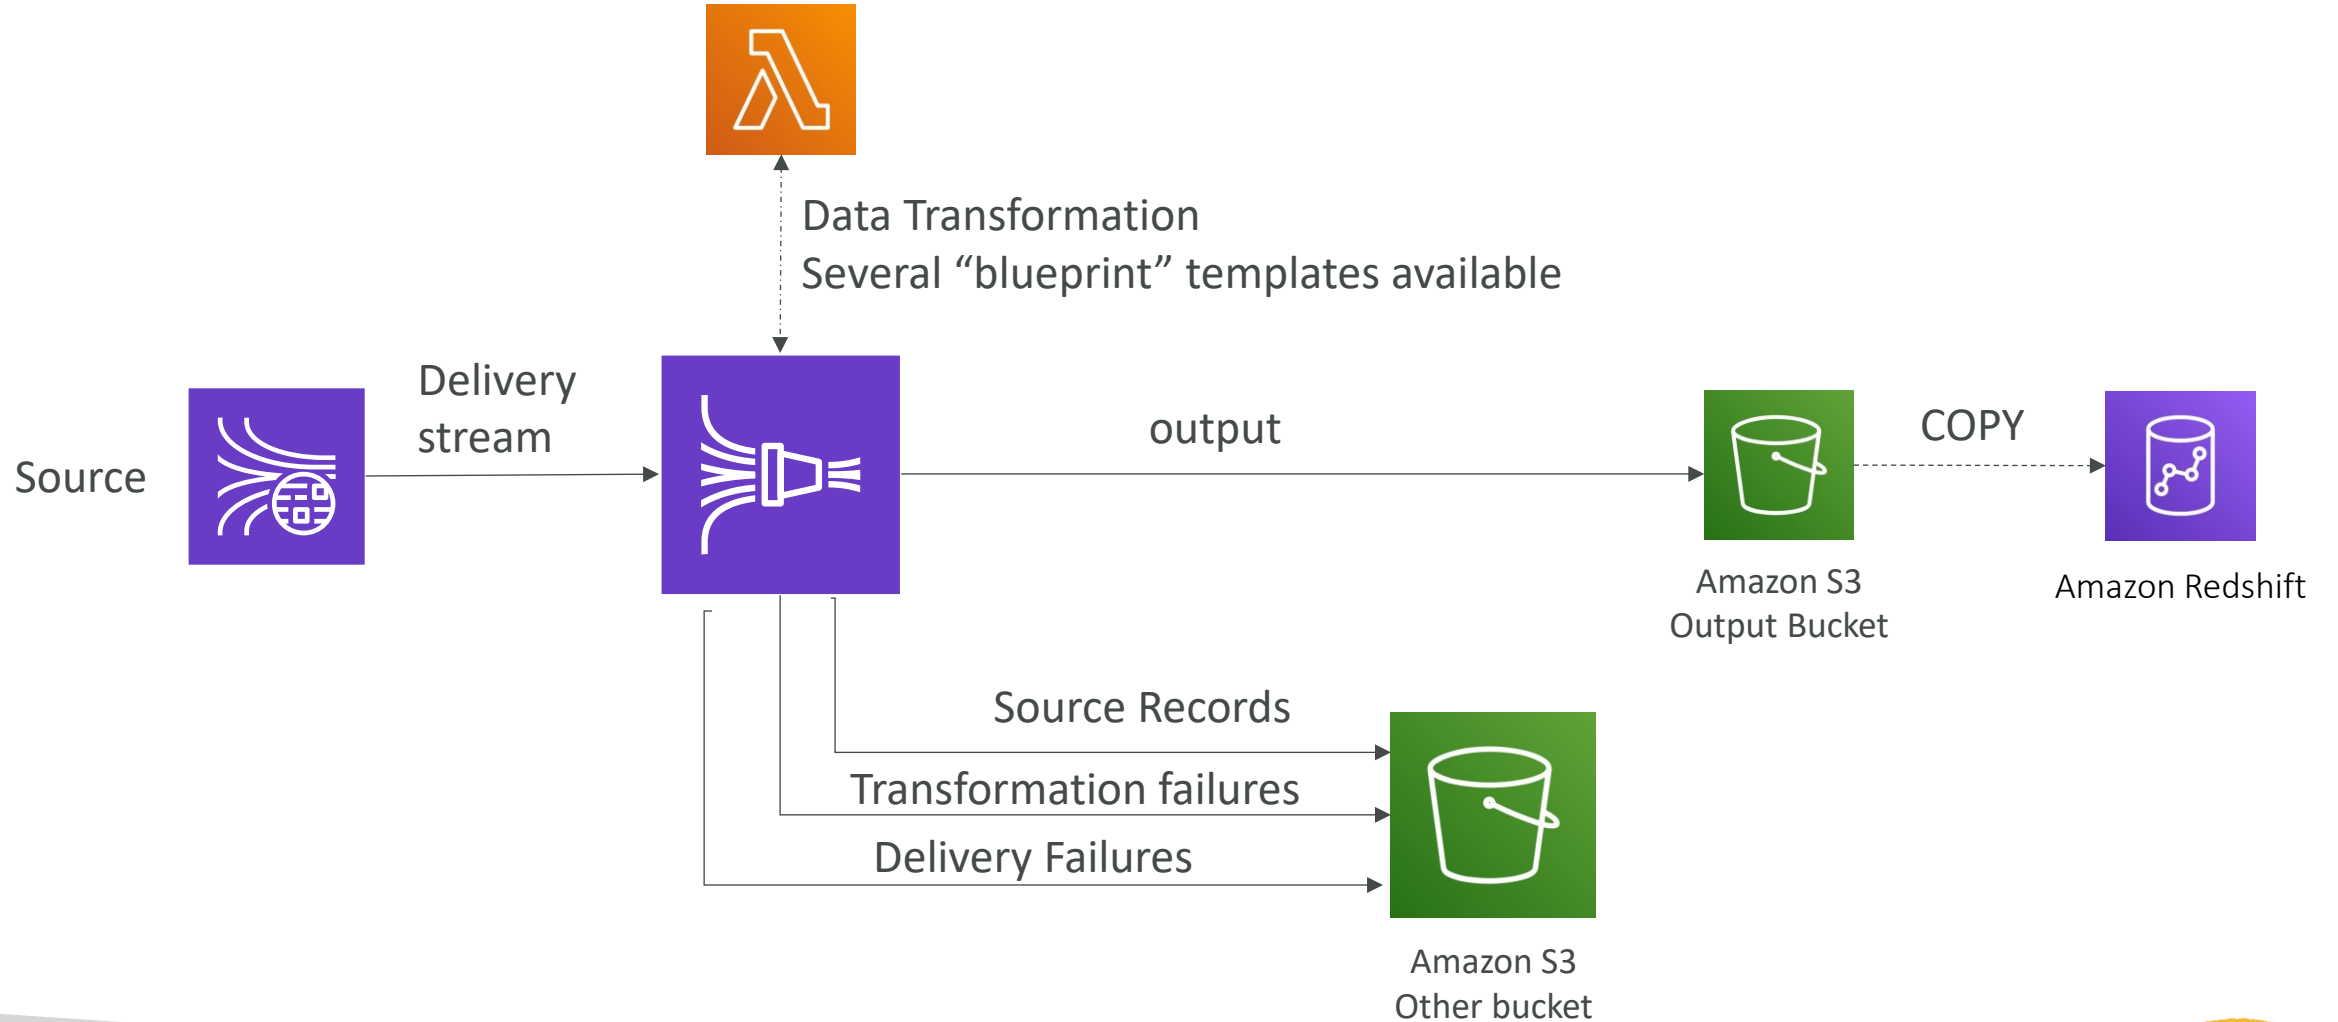 Data Transformation
Several “blueprint” templates available
Delivery
stream
Source
output
COPY
Amazon S3
Output Bucket
Amazon Redshift
Source Records
Transformation failures
Delivery Failures
Amazon S3
Other bucket